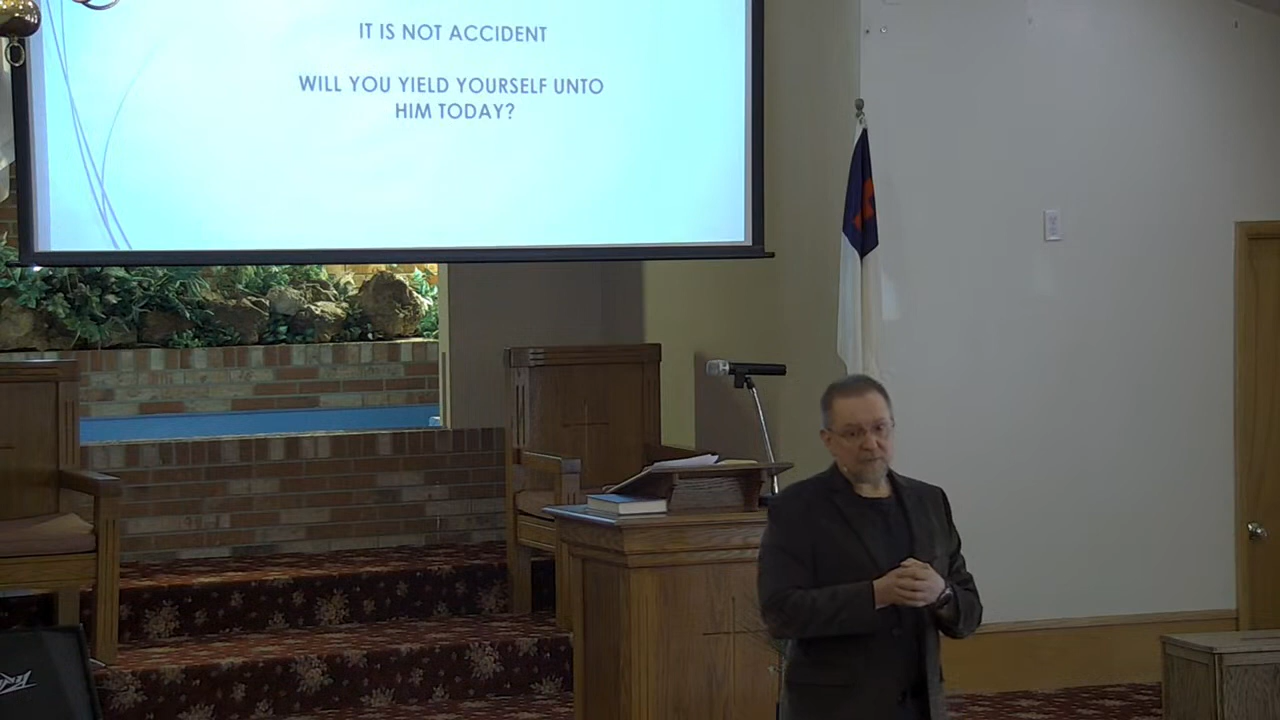 IT IS NOT ACCIDENT
WILL YOU YIELD YOURSELF UNTO
HIM TODAY?